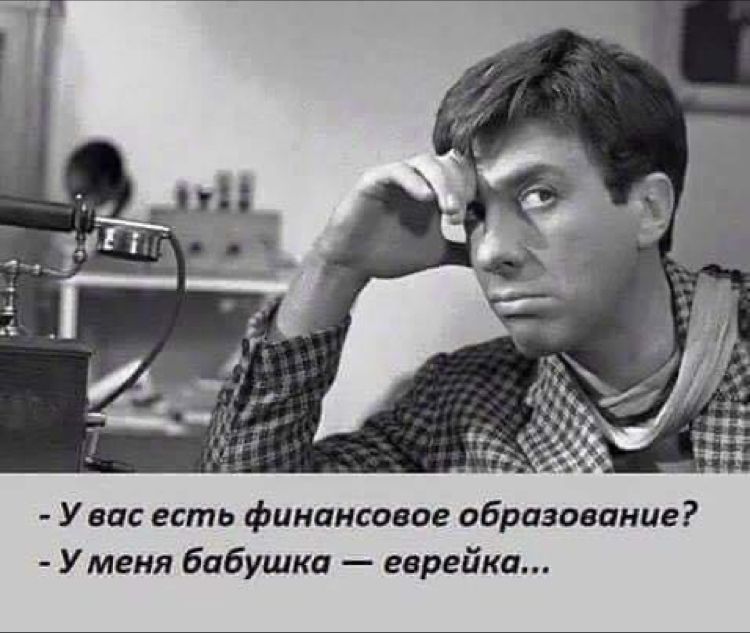 - У вас есть финансовое образование?
- У меня бабушка — еврейка...